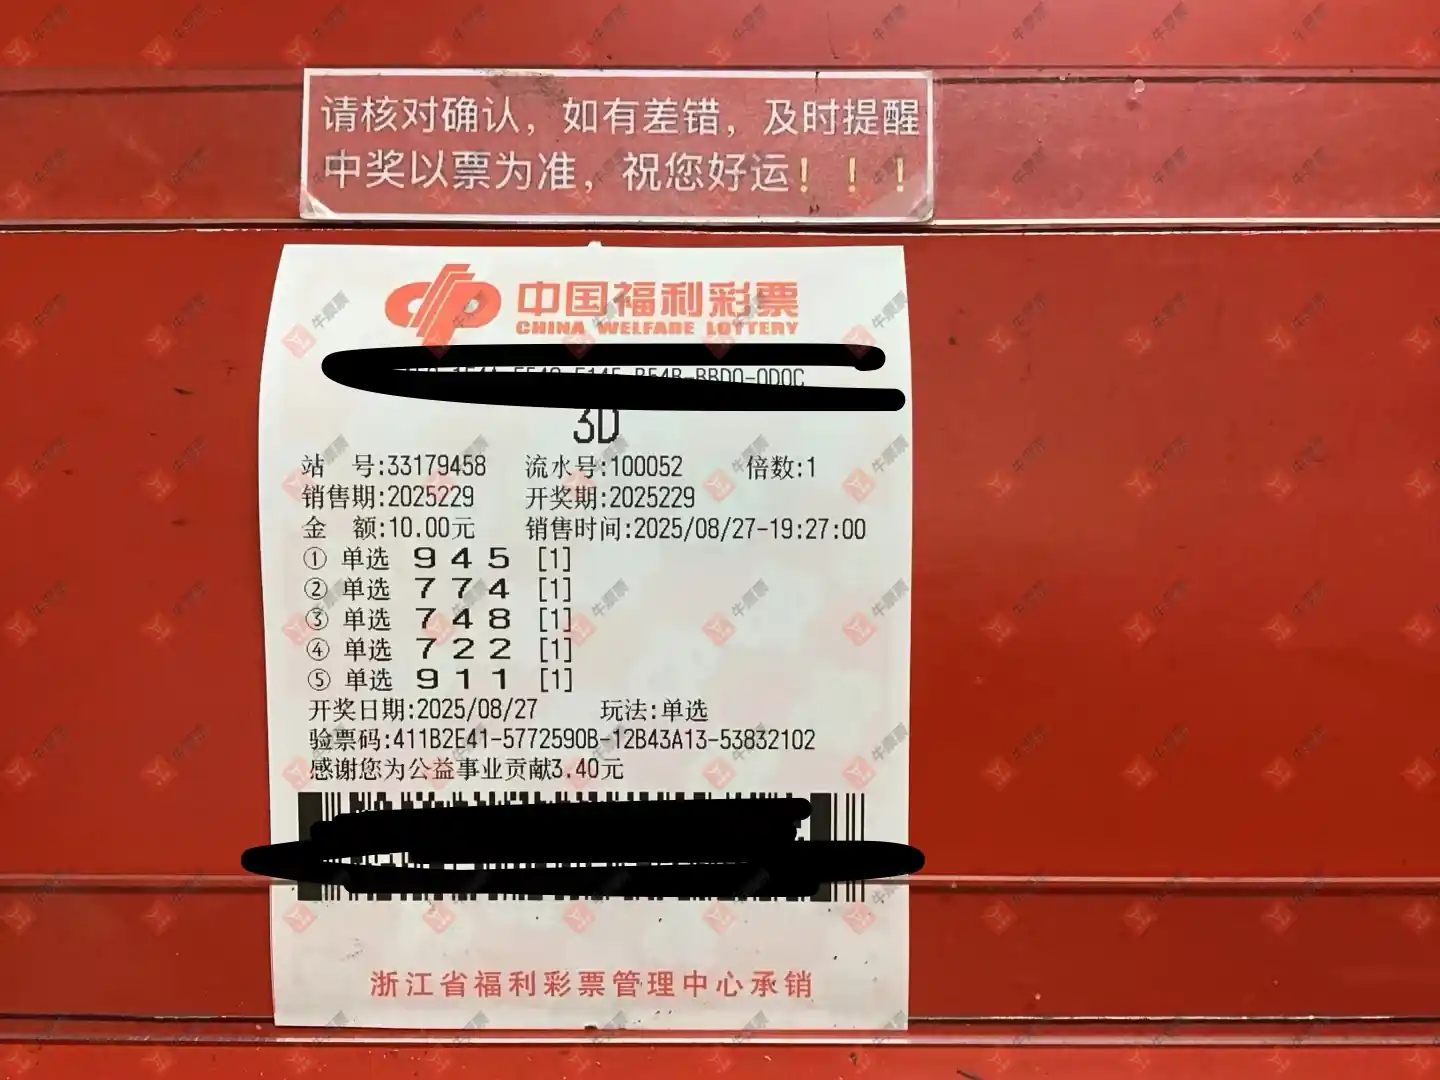 请核对确认，如有差错，及时提醒
中奖以票为准，祝您好运！！！
中国福利彩票
CHINA WELFARE LOTTERY
3D
站 号:33179458 流水号:100052 倍数:1
销售期:2025229 开奖期:2025229
金 额:10.00元 销售时间:2025/08/27-19:27:00
① 单选 9 4 5 [1]
② 单选 7 7 4 [1]
③ 单选 7 4 8 [1]
④ 单选 7 2 2 [1]
⑤ 单选 9 1 1 [1]
开奖日期:2025/08/27 玩法:单选
验票码:411B2E41-5772590B-12B43A13-53832102
感谢您为公益事业贡献3.40元
浙江省福利彩票管理中心承销